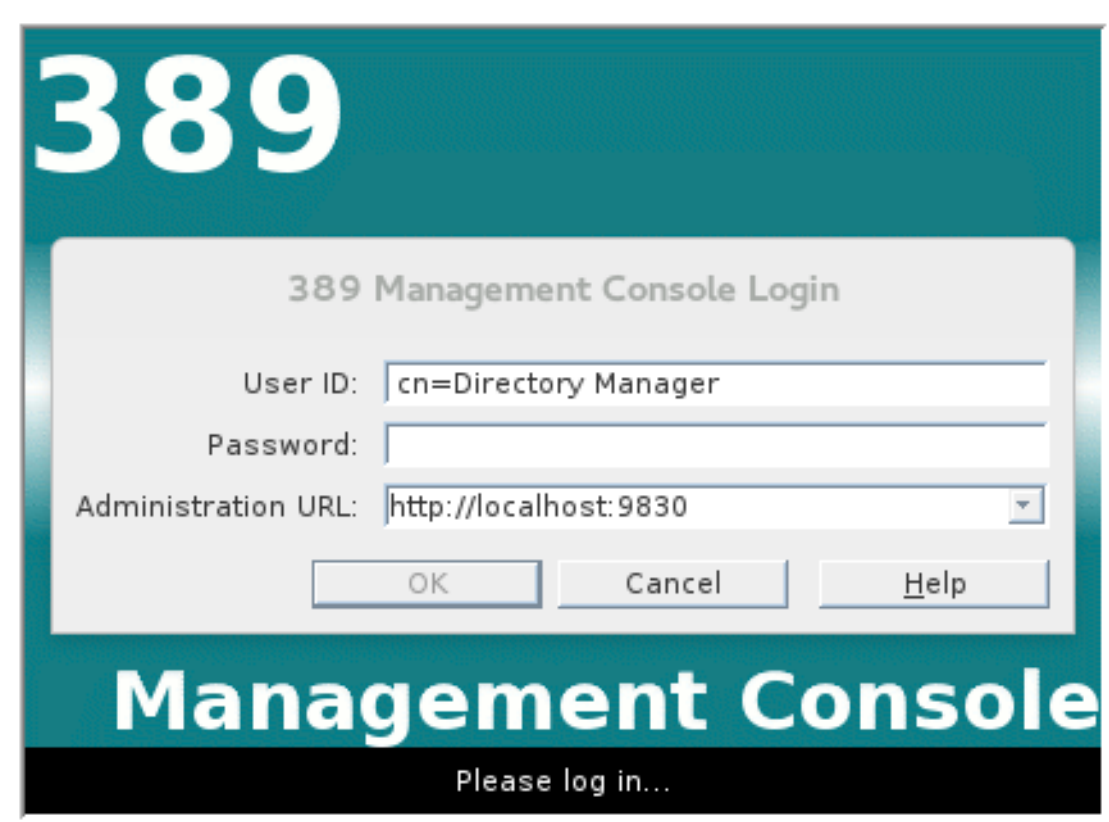 389
389 Management Console Login
User ID: cn=Directory Manager
Password:
Administration URL: http://localhost:9830
OK Cancel Help
Management Console
Please log in...